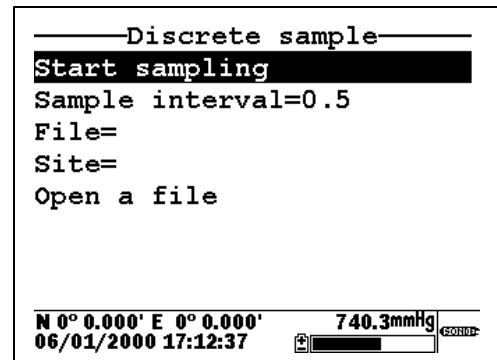 Discrete sample
Start sampling
Sample interval=0.5
File=
Site=
Open a file
N 0° 0.000' E 0° 0.000' 740.3mmHg
06/01/2000 17:12:37